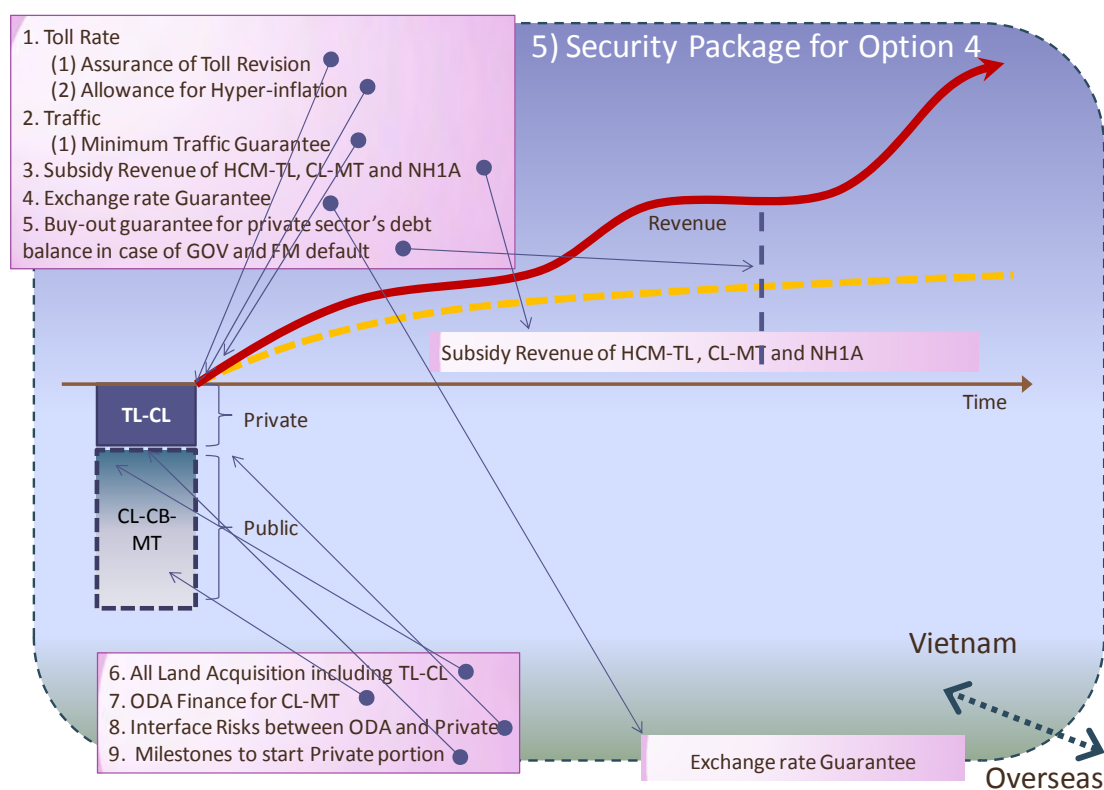 5) Security Package for Option 4
1. Toll Rate
(1) Assurance of Toll Revision
(2) Allowance for Hyper-inflation
2. Traffic
(1) Minimum Traffic Guarantee
3. Subsidy Revenue of HCM-TL, CL-MT and NH1A
4. Exchange rate Guarantee
5. Buy-out guarantee for private sector's debt
balance in case of GOV and FM default
Revenue
Subsidy Revenue of HCM-TL , CL-MT and NH1A
Time
TL-CL
Private
CL-CB-
MT
Public
Vietnam
6. All Land Acquisition including TL-CL
7. ODA Finance for CL-MT
8. Interface Risks between ODA and Private
9. Milestones to start Private portion
Exchange rate Guarantee
Overseas